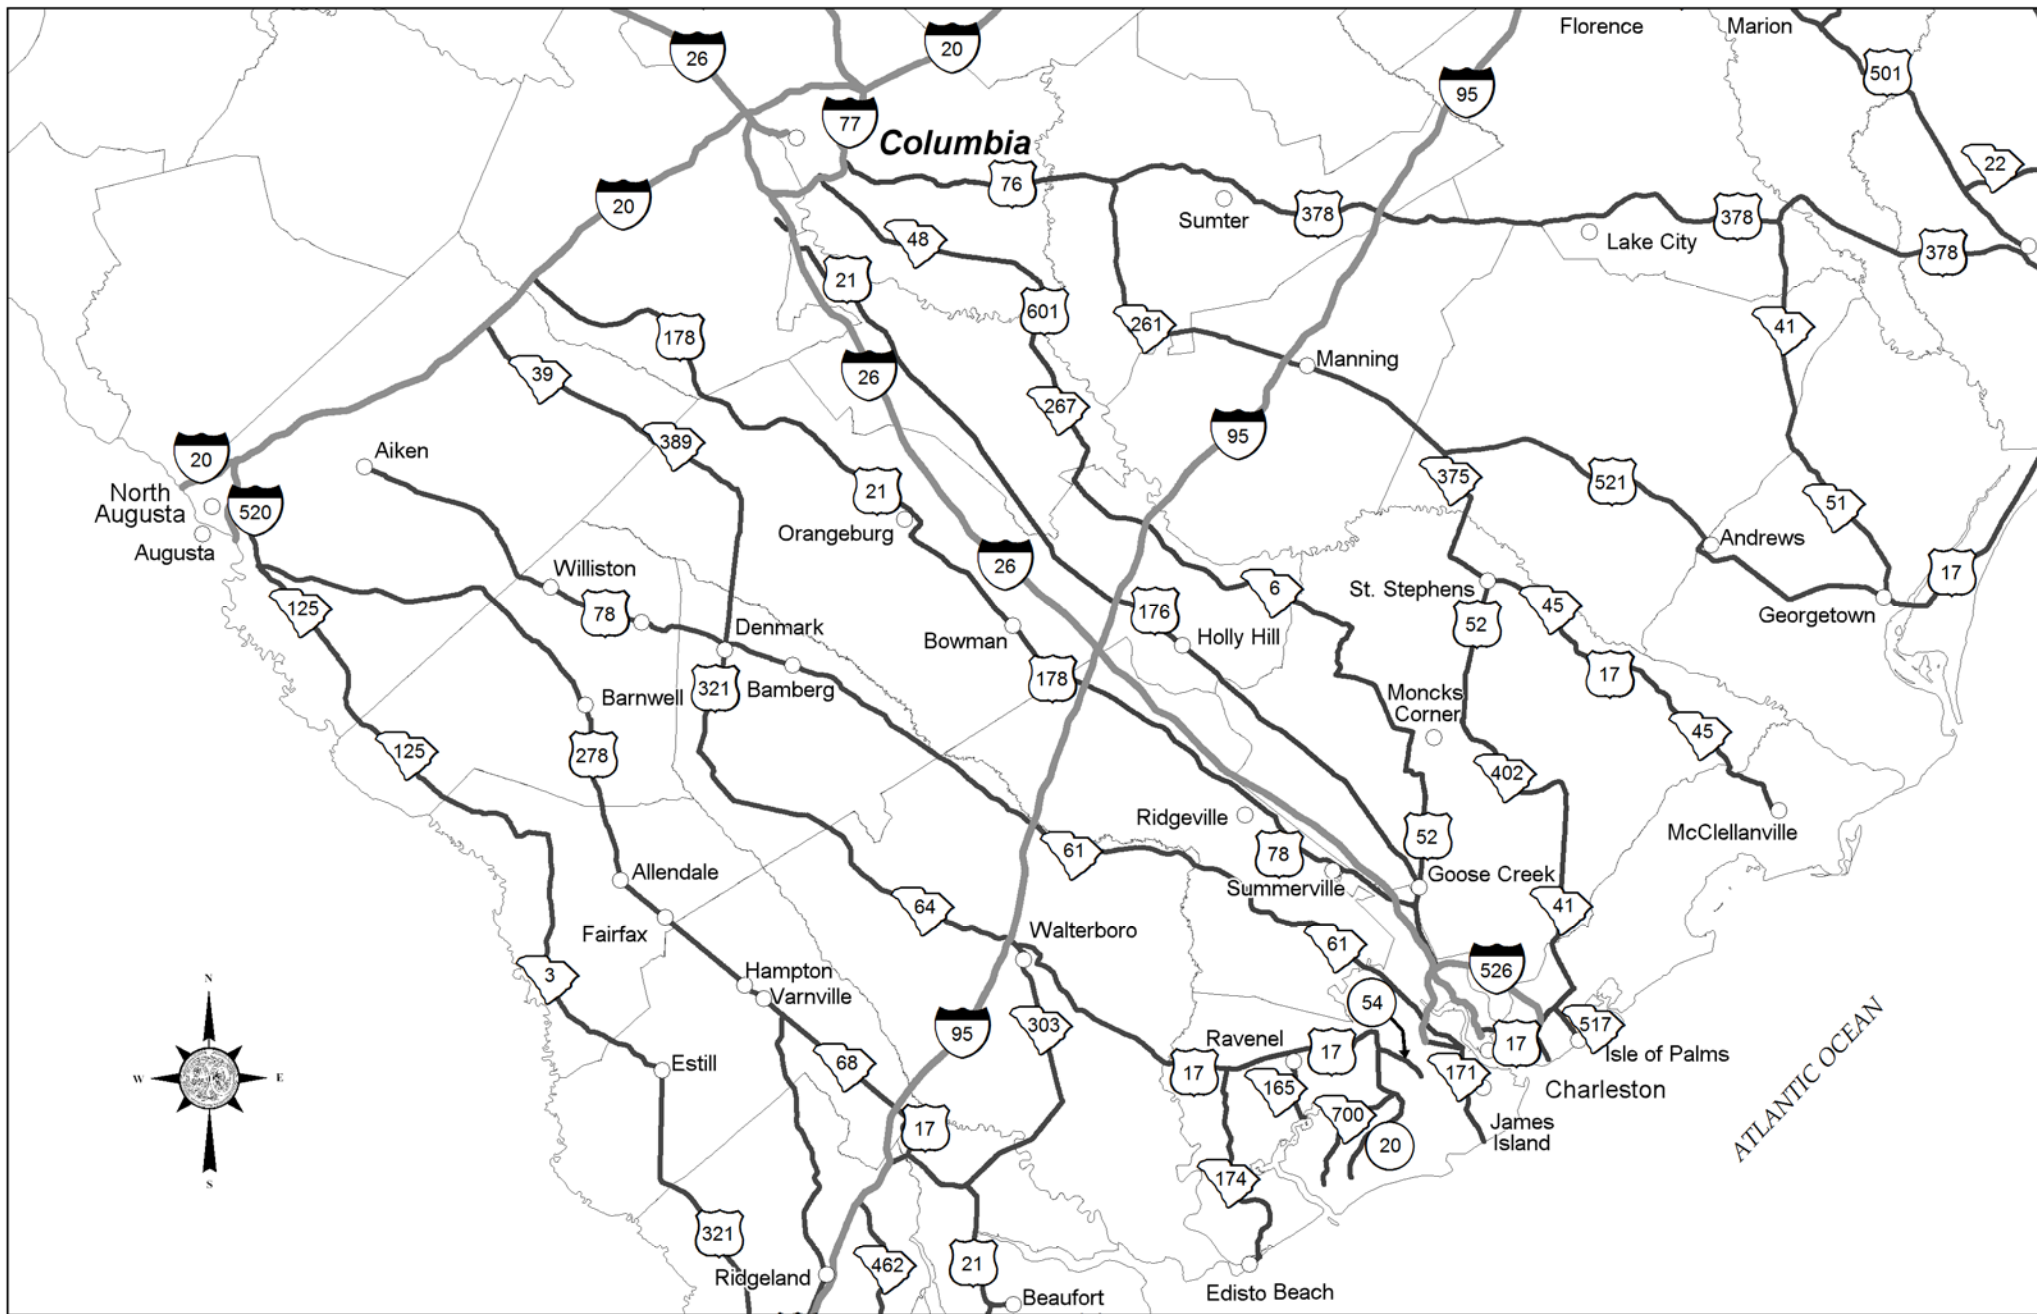 Florence
Marion
26
20
501
95
77
Columbia
22
76
20
Sumter
378
378
48
Lake City
378
21
601
261
41
178
Manning
39
26
267
95
389
Aiken
20
375
521
North
Augusta
520
21
51
Orangeburg
Augusta
Andrews
Williston
26
17
6
St. Stephens
45
125
78
176
Georgetown
Denmark
52
Bowman
Holly Hill
17
178
321
Bamberg
Barnwell
Moncks
Corner
45
125
278
402
Ridgeville
McClellanville
52
61
78
Allendale
Goose Creek
Summerville
64
41
Fairfax
Walterboro
61
Hampton
526
3
Varnville
54
N
95
303
517
Ravenel
17
17
Isle of Palms
68
Estill
W
E
17
171
165
Charleston
700
James
Island
17
20
ATLANTIC OCEAN
174
S
321
462
21
Ridgeland
Edisto Beach
Beaufort